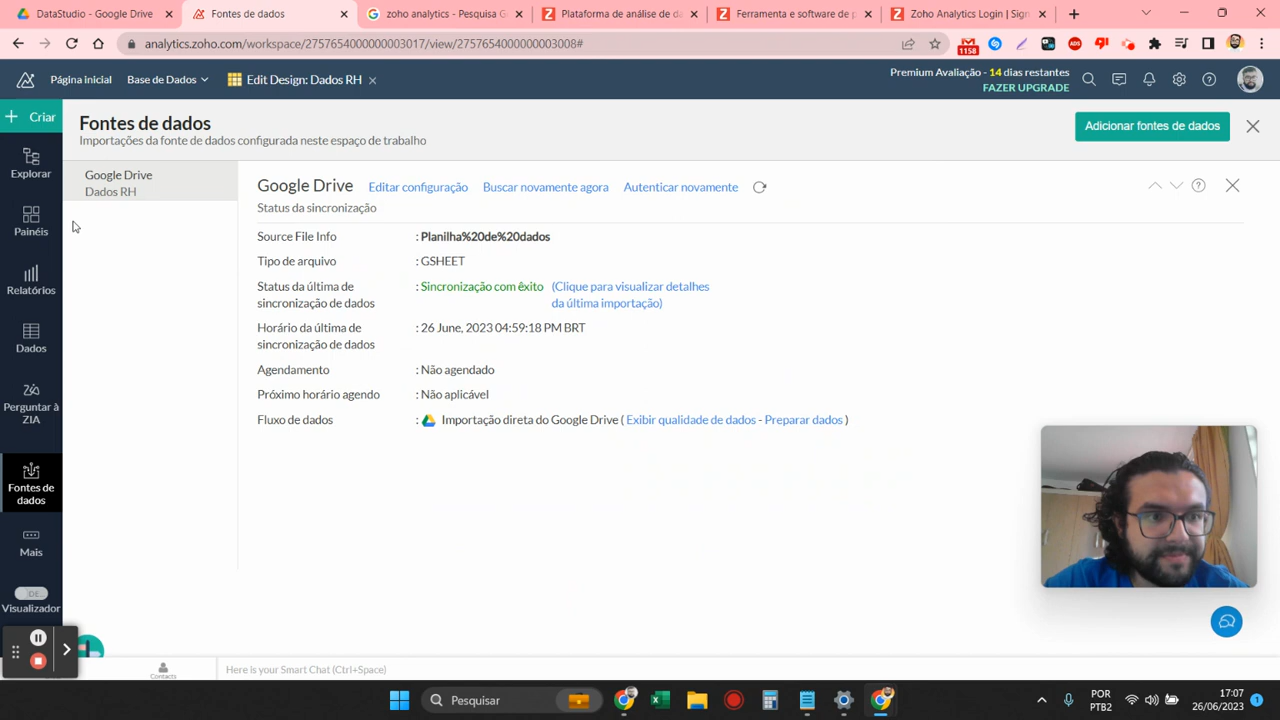 DataStudio - Google Drive
Fontes de dados
zoho analytics - Pesquisa G
Plataforma de análise de da
Ferramenta e software de p
Zoho Analytics Login | Sign
analytics.zoho.com/workspace/2757654000000003017/view/2757654000000003008#
1158
ADS
Página inicial
Base de Dados
Edit Design: Dados RH
Premium Avaliação - 14 dias restantes
FAZER UPGRADE
Criar
Explorar
Painéis
Relatórios
Dados
Perguntar à
ZIA
Fontes de
dados
Mais
Visualizador
Fontes de dados
Importações da fonte de dados configurada neste espaço de trabalho
Adicionar fontes de dados
Google Drive
Dados RH
Google Drive
Editar configuração
Buscar novamente agora
Autenticar novamente
Status da sincronização
Source File Info : Planilha%20de%20dados
Tipo de arquivo : GSHEET
Status da última de
sincronização de dados
: Sincronização com êxito
(Clique para visualizar detalhes
da última importação)
Horário da última de
sincronização de dados
: 26 June, 2023 04:59:18 PM BRT
Agendamento : Não agendado
Próximo horário agendo : Não aplicável
Fluxo de dados : Importação direta do Google Drive ( Exibir qualidade de dados - Preparar dados )
Contacts
Here is your Smart Chat (Ctrl+Space)
Pesquisar
POR
PTB2
17:07
26/06/2023
1